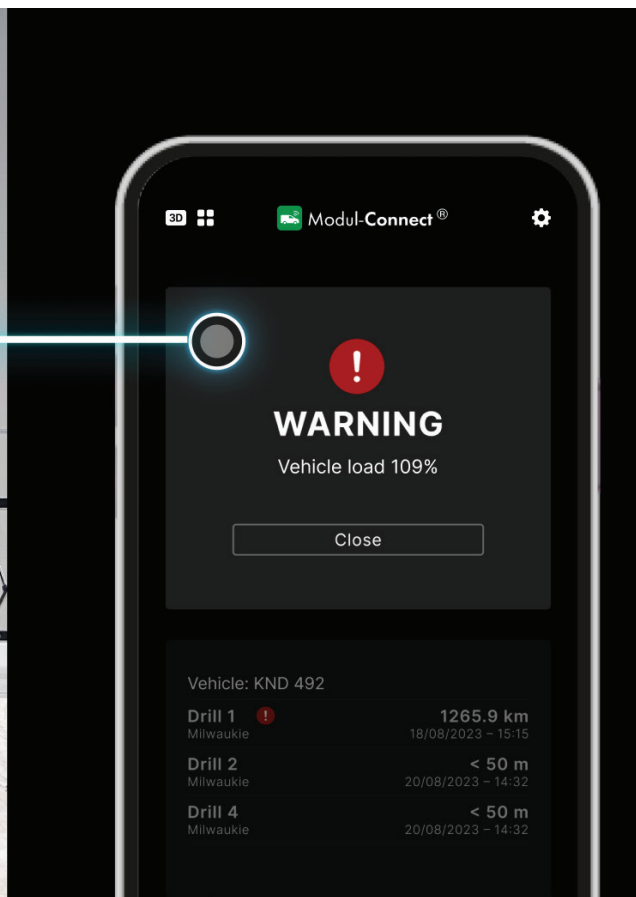 3D Modul-Connect ®
!
WARNING
Vehicle load 109%
Close
Vehicle: KND 492
Drill 1 ! 1265.9 km
Milwaukie 18/08/2023 – 15:15
Drill 2 < 50 m
Milwaukie 20/08/2023 – 14:32
Drill 4 < 50 m
Milwaukie 20/08/2023 – 14:32